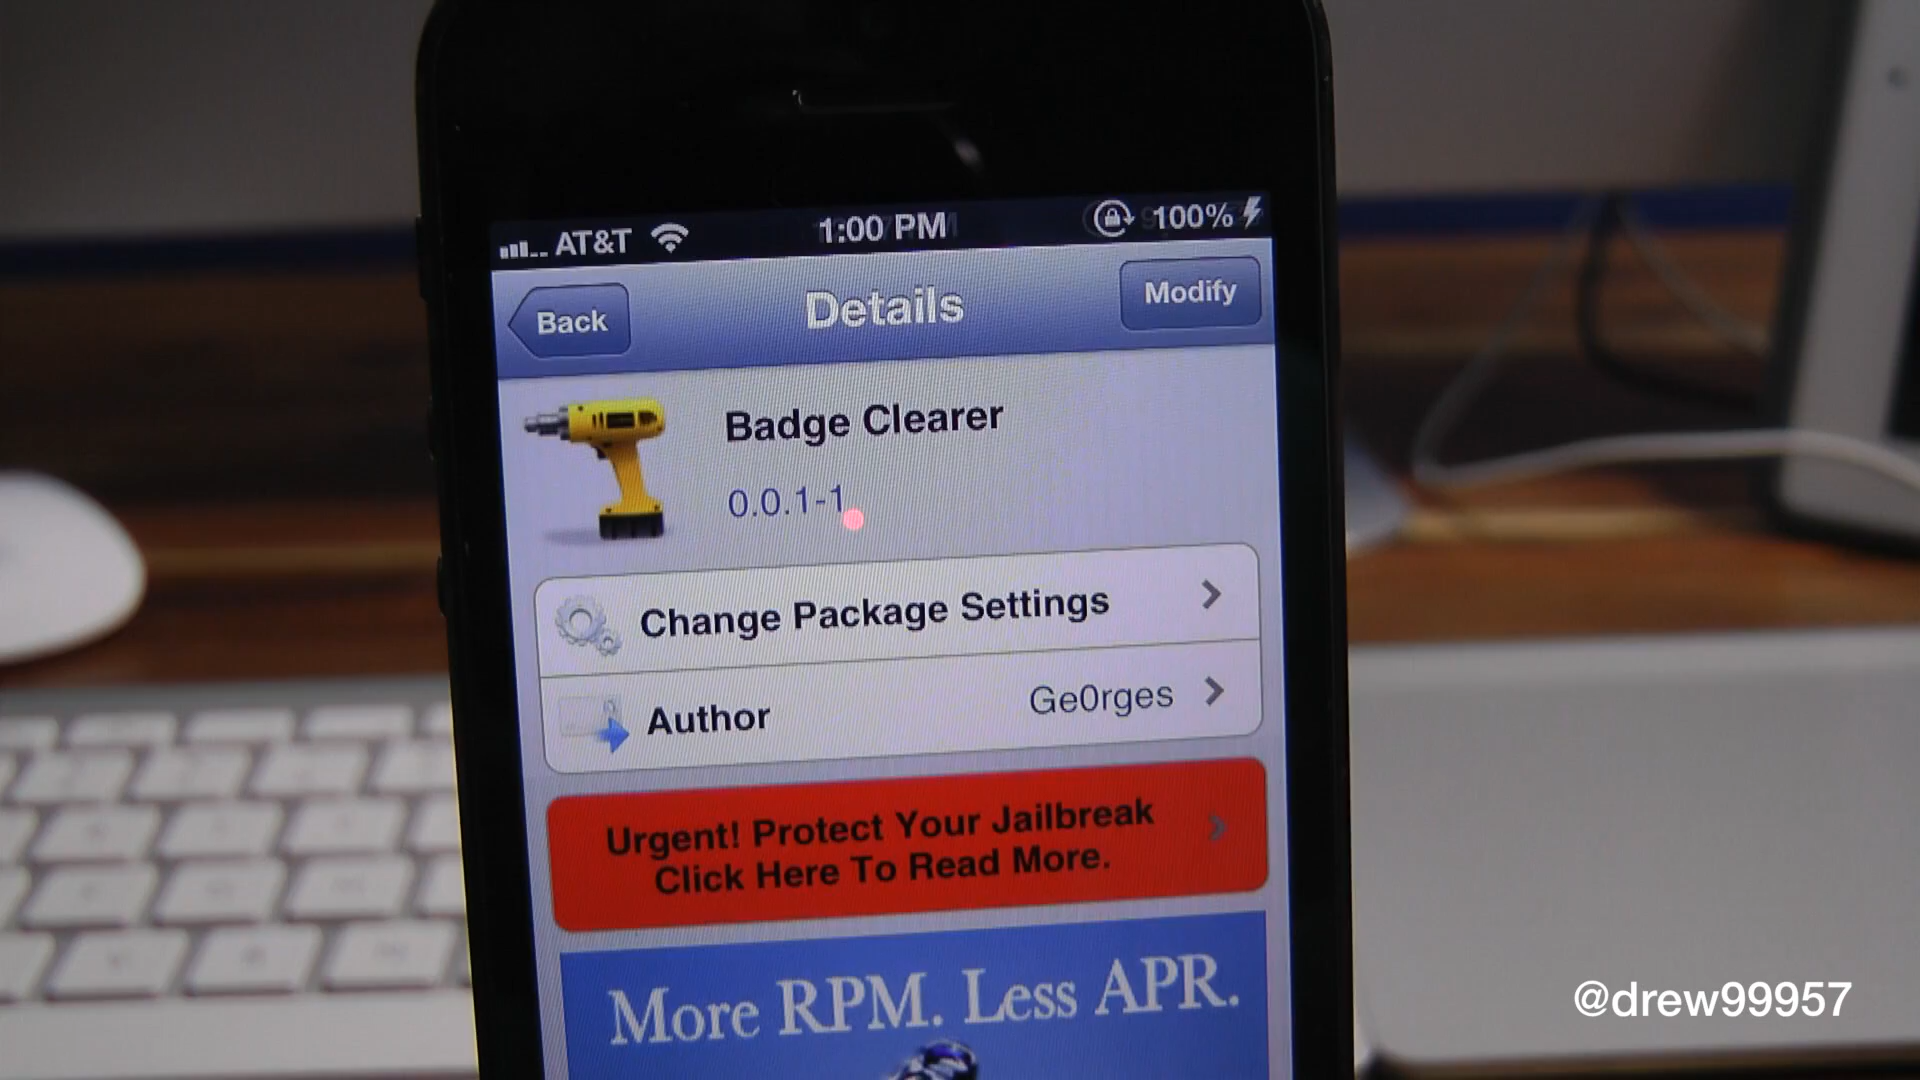 AT&T 1:00 PM 100%
Back Details Modify
Badge Clearer
0.0.1-1
Change Package Settings
Author Ge0rges
Urgent! Protect Your Jailbreak
Click Here To Read More.
More RPM. Less APR.
@drew99957